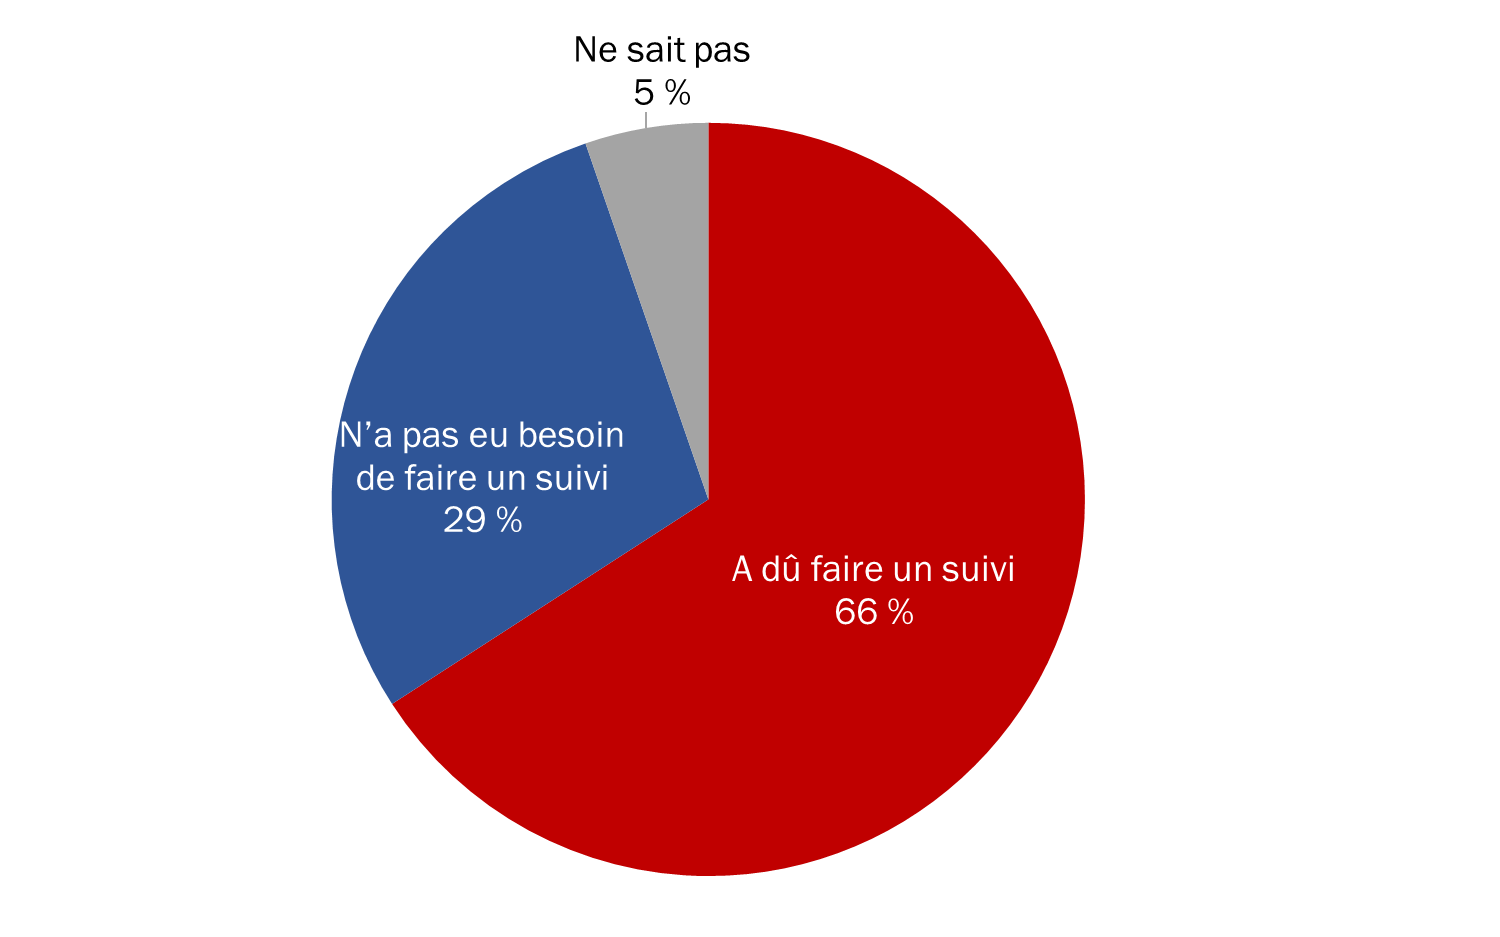 Ne sait pas
5 %
N’a pas eu besoin
de faire un suivi
29 %
A dû faire un suivi
66 %